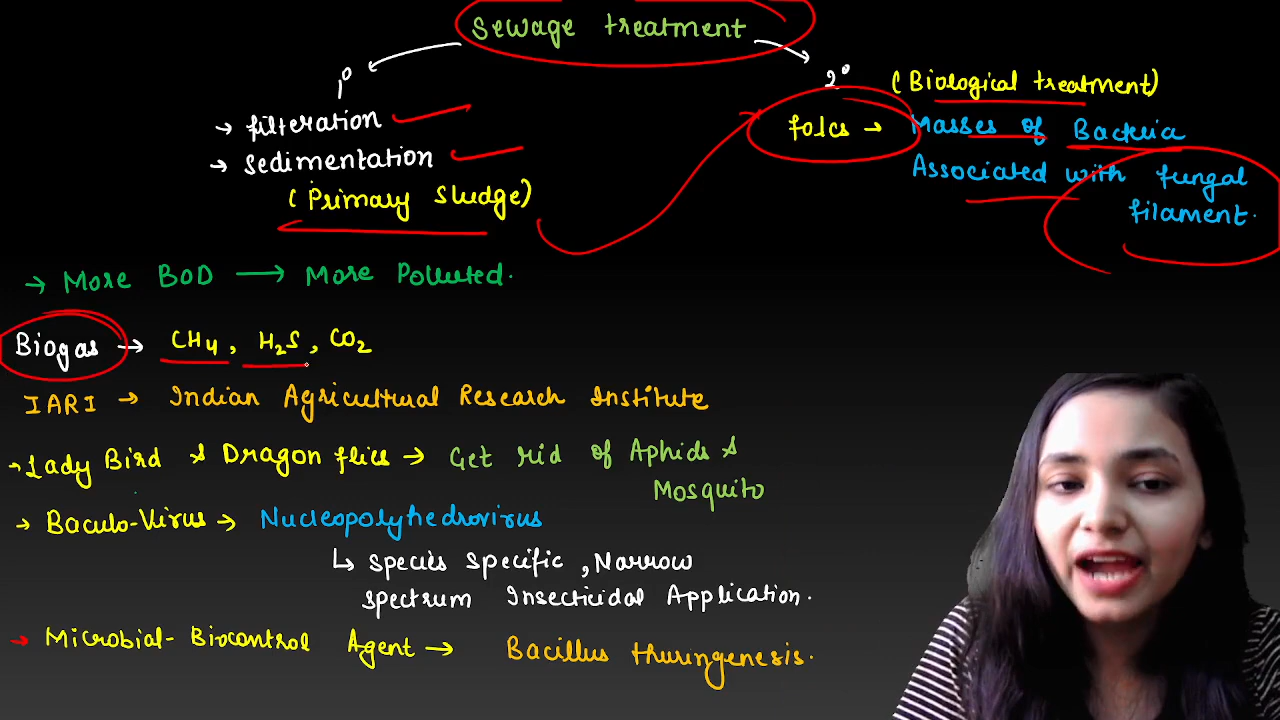 Sewage treatment
1°
→ filteration
→ sedimentation
(Primary Sludge)
2° (Biological treatment)
folcs → Masses of Bacteria
Associated with fungal
filament.
→ More BOD → More Polluted.
Biogas → CH4, H2S, CO2
IARI → Indian Agricultural Research Institute
→ Lady Bird & Dragon flies → Get rid of Aphids &
Mosquito
→ Baculo-Virus → Nucleopolyhedrovirus
↳ Species Specific, Narrow
spectrum Insecticidal Application.
→ Microbial-Biocontrol Agent → Bacillus thuringenesis.